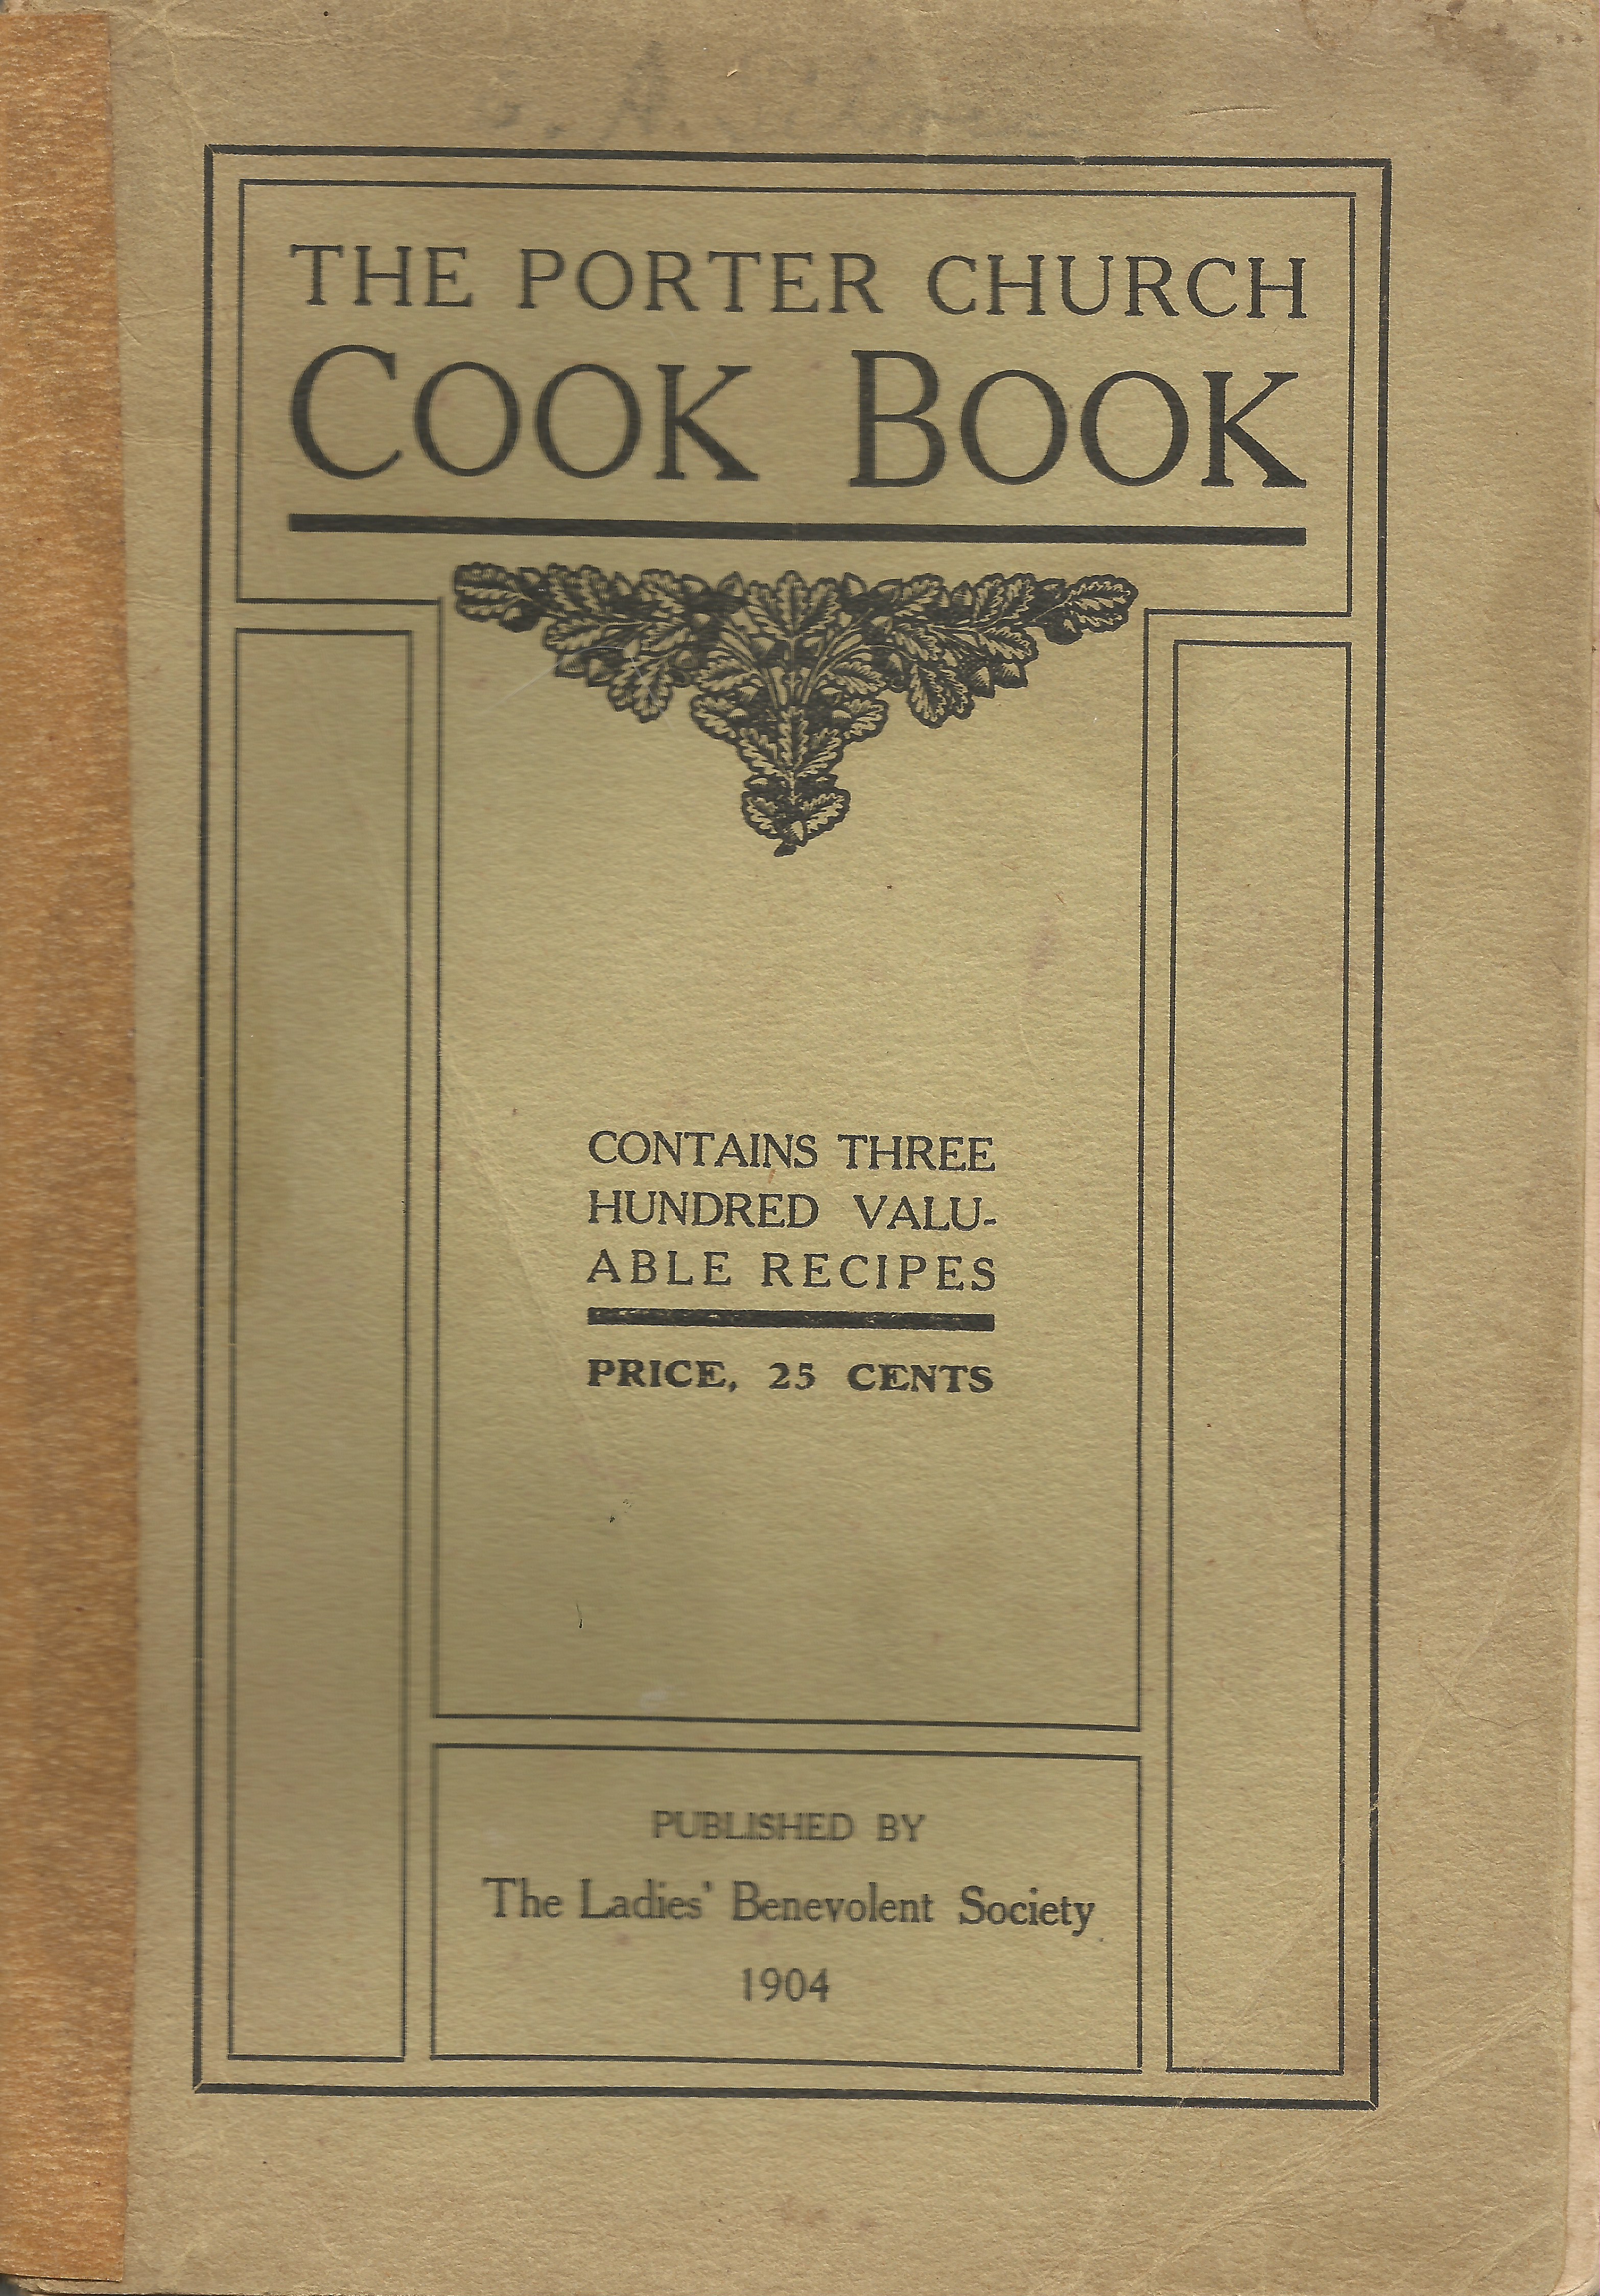 THE PORTER CHURCH
COOK BOOK
CONTAINS THREE
HUNDRED VALU-
ABLE RECIPES
PRICE, 25 CENTS
PUBLISHED BY
The Ladies' Benevolent Society
1904